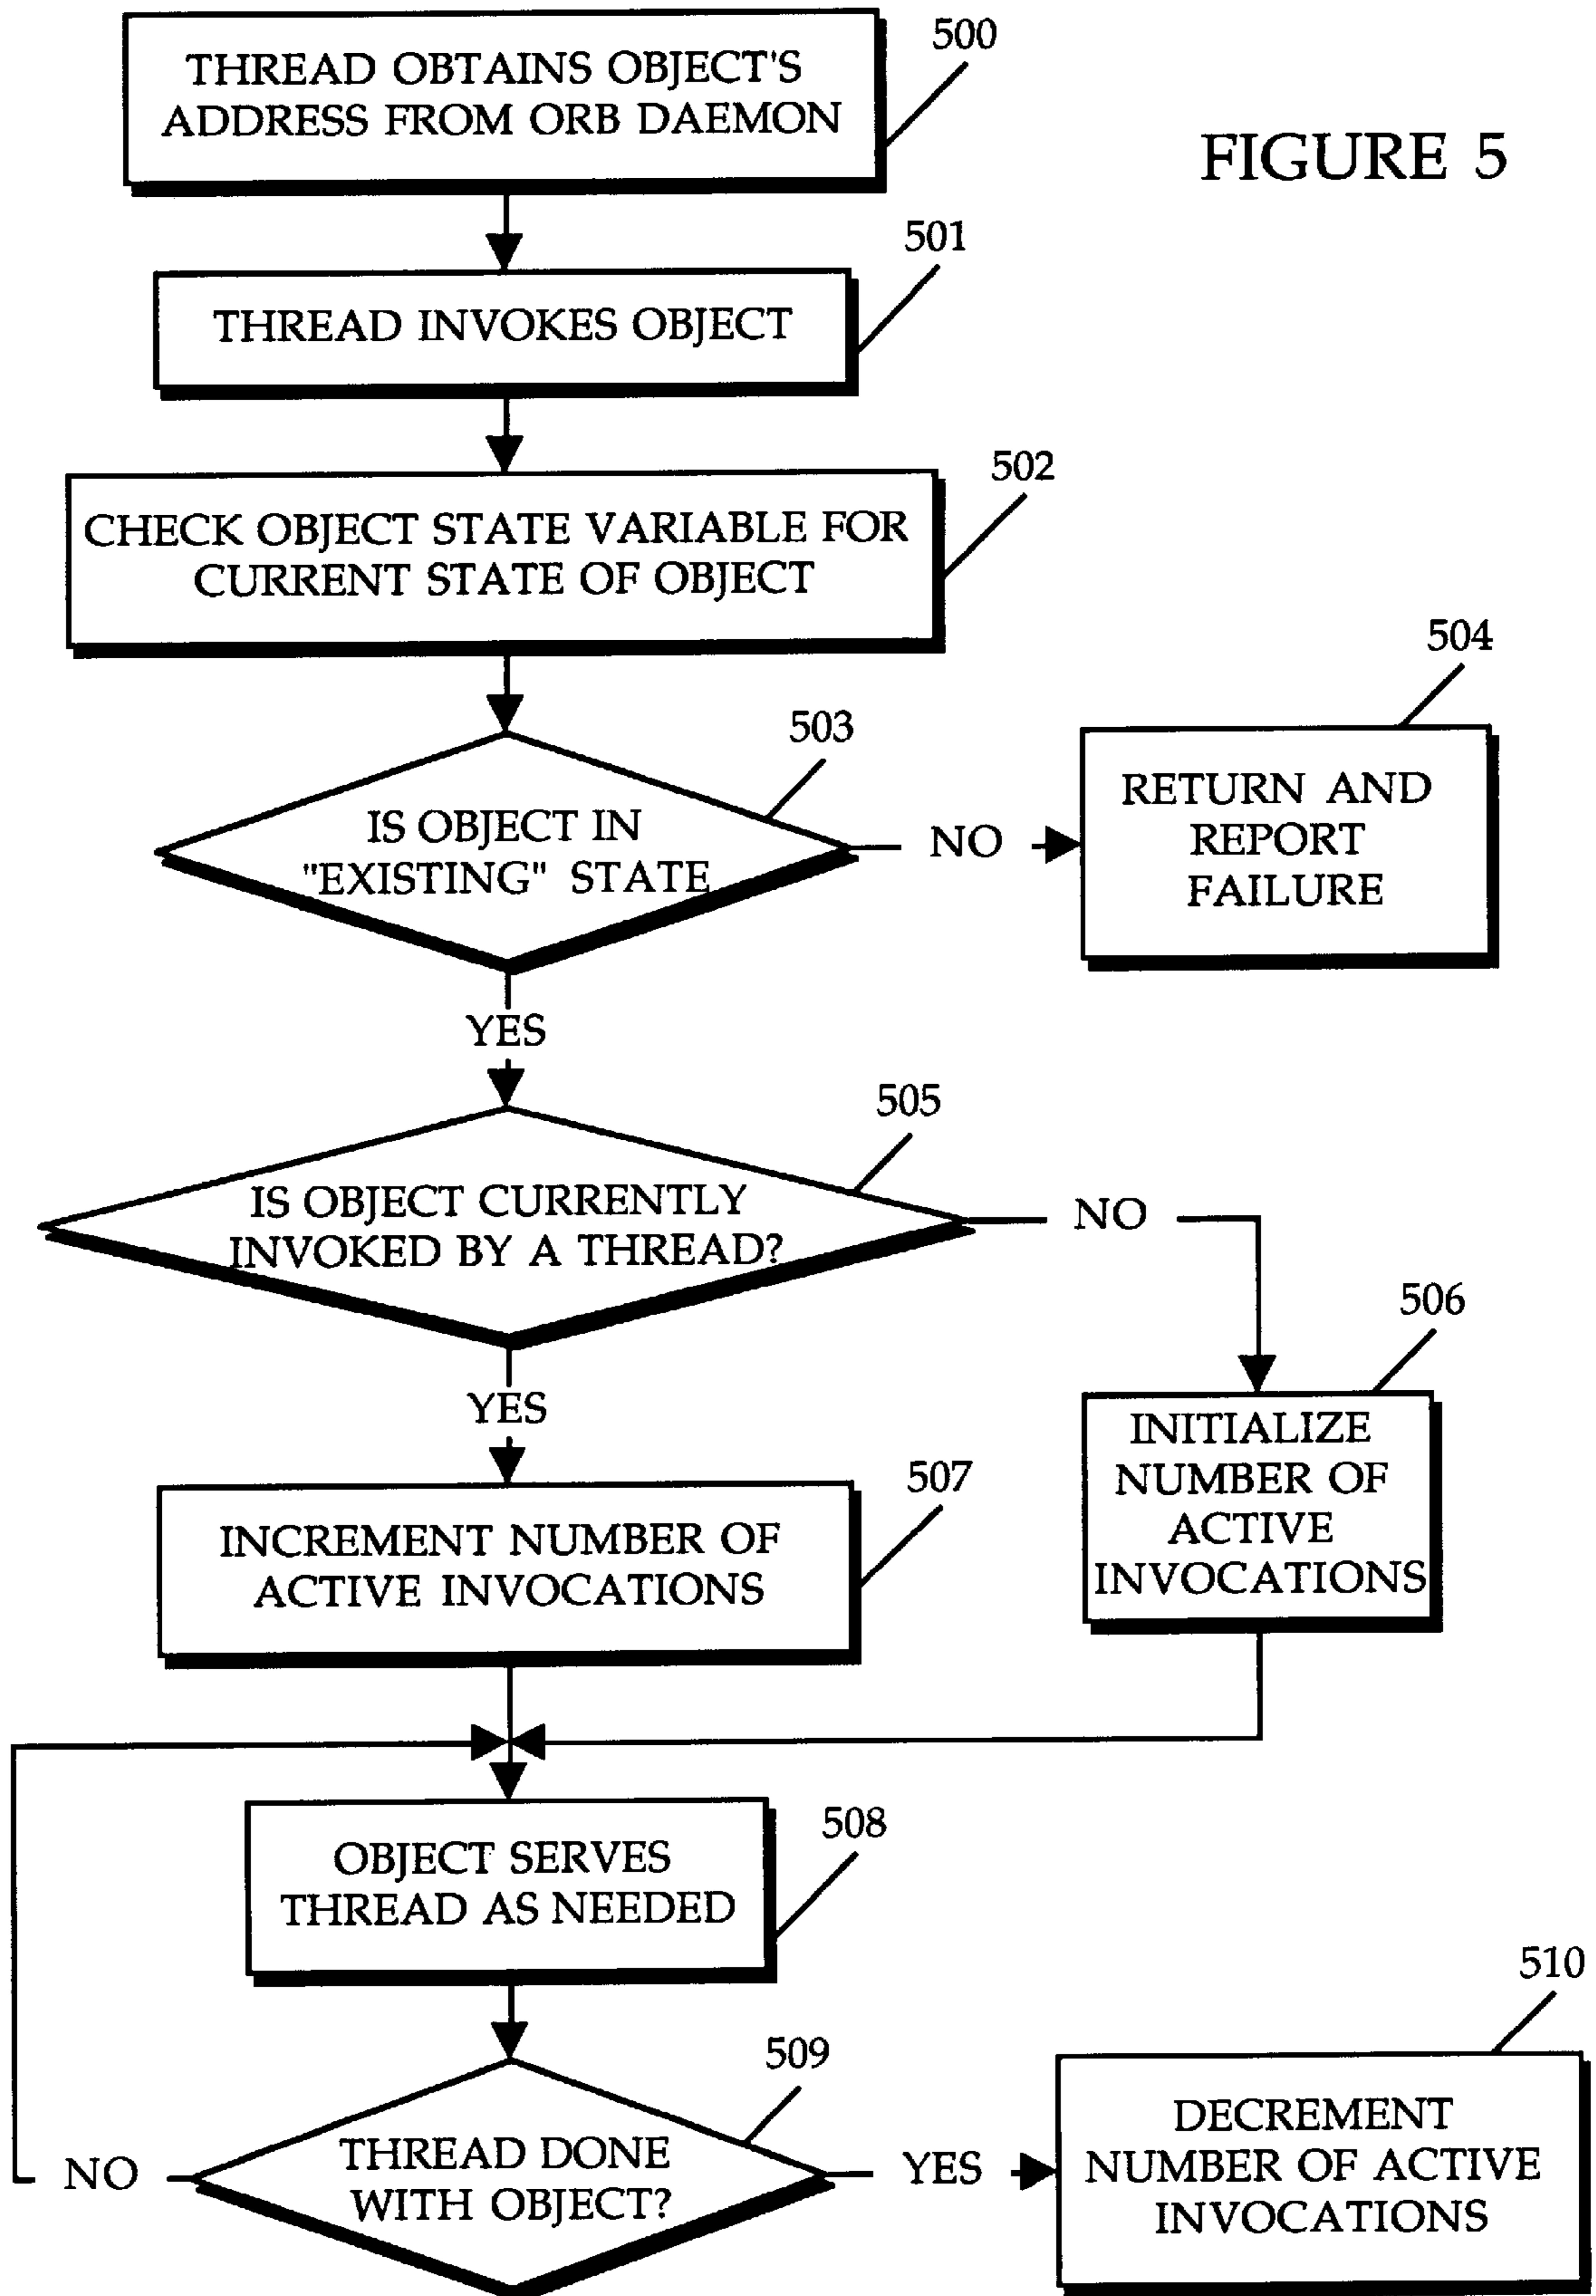 500
THREAD OBTAINS OBJECT'S
ADDRESS FROM ORB DAEMON
FIGURE 5
501
THREAD INVOKES OBJECT
502
CHECK OBJECT STATE VARIABLE FOR
CURRENT STATE OF OBJECT
503
IS OBJECT IN
"EXISTING" STATE
NO
504
RETURN AND
REPORT
FAILURE
YES
505
IS OBJECT CURRENTLY
INVOKED BY A THREAD?
NO
506
INITIALIZE
NUMBER OF
ACTIVE
INVOCATIONS
YES
507
INCREMENT NUMBER OF
ACTIVE INVOCATIONS
508
OBJECT SERVES
THREAD AS NEEDED
509
THREAD DONE
WITH OBJECT?
NO
YES
510
DECREMENT
NUMBER OF ACTIVE
INVOCATIONS